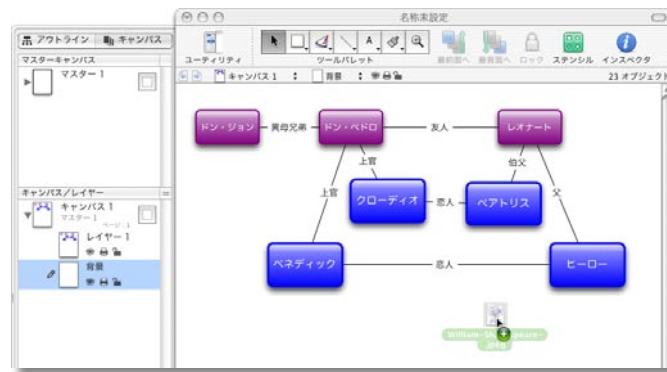 名称未設定
アウトライン キャンバス
ユーティリティ ツールパレット 最前面へ 最背面へ ロック ステンシル インスペクタ
マスターキャンバス
キャンバス 1 背景 23 オブジェクト
マスター 1
ドン・ジョン 異母兄弟 ドン・ペドロ 友人 レオナート
上官 伯父
キャンバス/レイヤー
上官 クローディオ 恋人 ベアトリス 父
キャンバス 1
マスター 1
ページ: 1
レイヤー 1
背景
ベネディック 恋人 ヒーロー
.jpeg